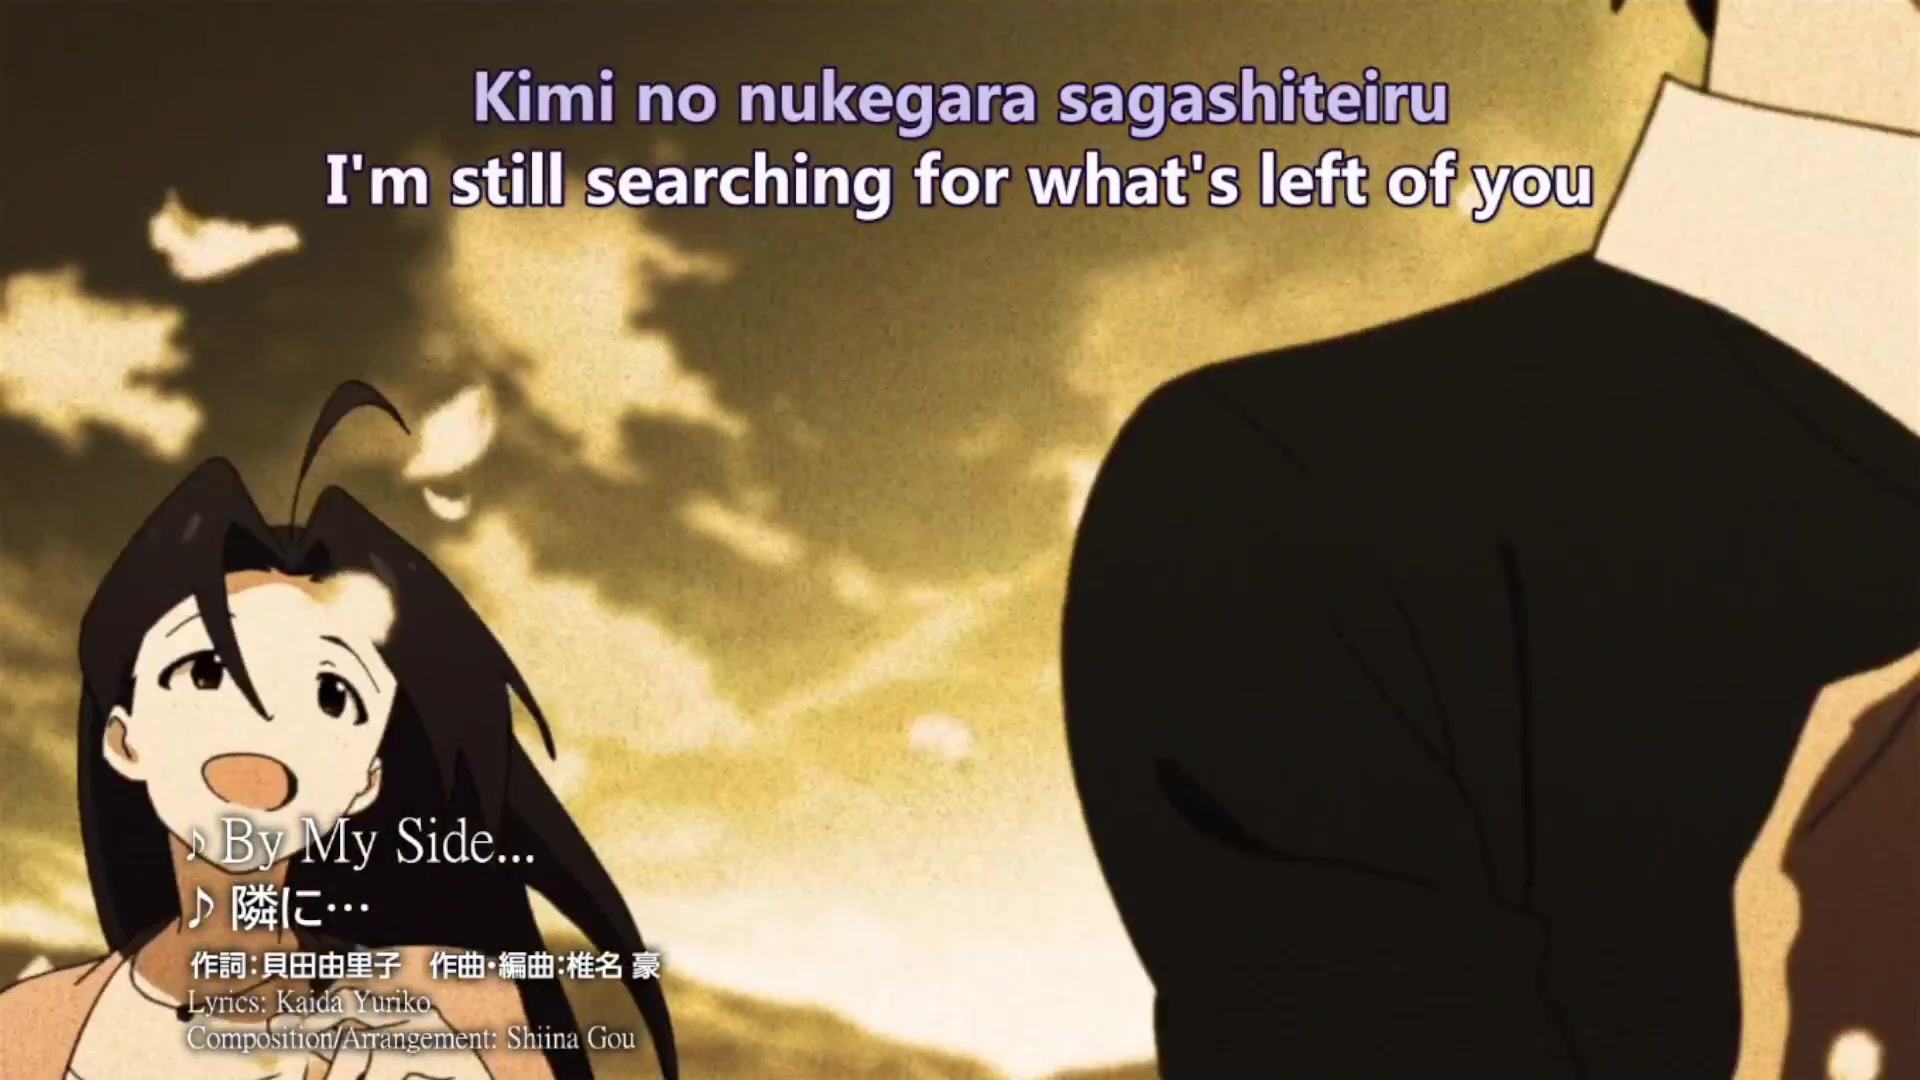 Kimi no nukegara sagashiteiru
I'm still searching for what's left of you
♪ By My Side...
♪ 隣に…
作詞：貝田由里子　作曲・編曲：椎名 豪
Lyrics: Kaida Yuriko
Composition/Arrangement: Shiina Gou